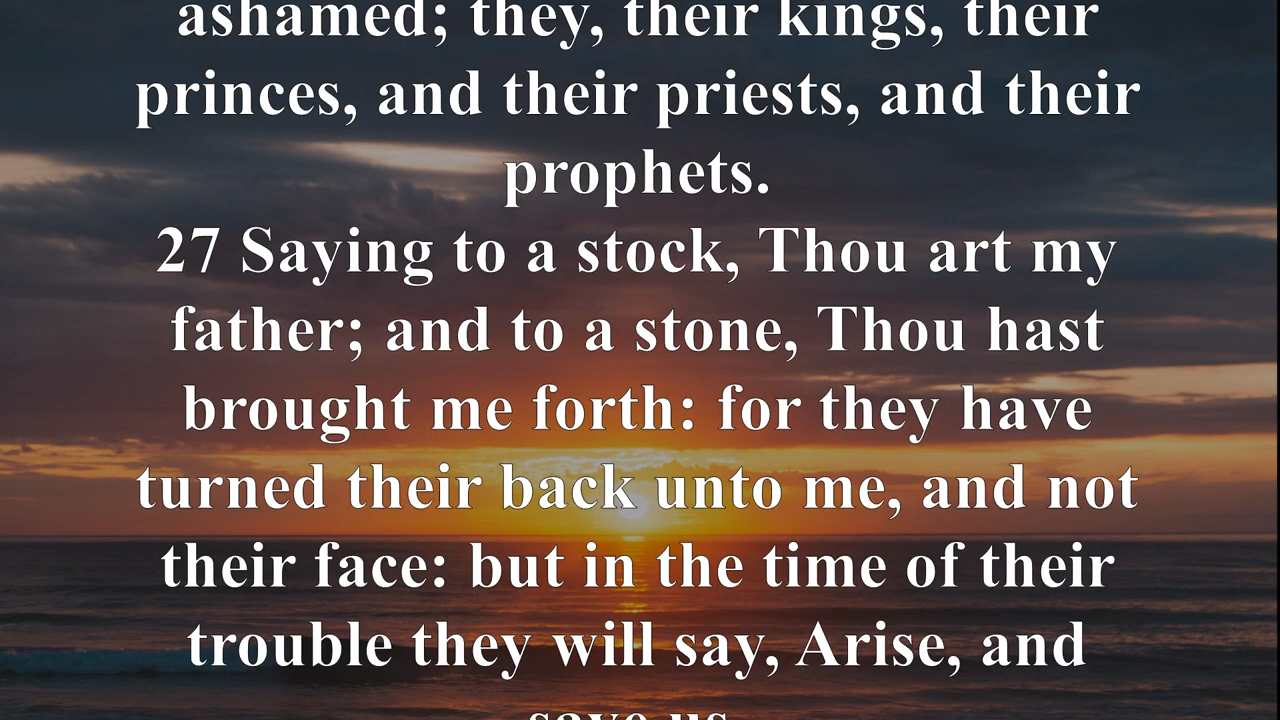 ashamed; they, their kings, their
princes, and their priests, and their
prophets.
27 Saying to a stock, Thou art my
father; and to a stone, Thou hast
brought me forth: for they have
turned their back unto me, and not
their face: but in the time of their
trouble they will say, Arise, and
save us